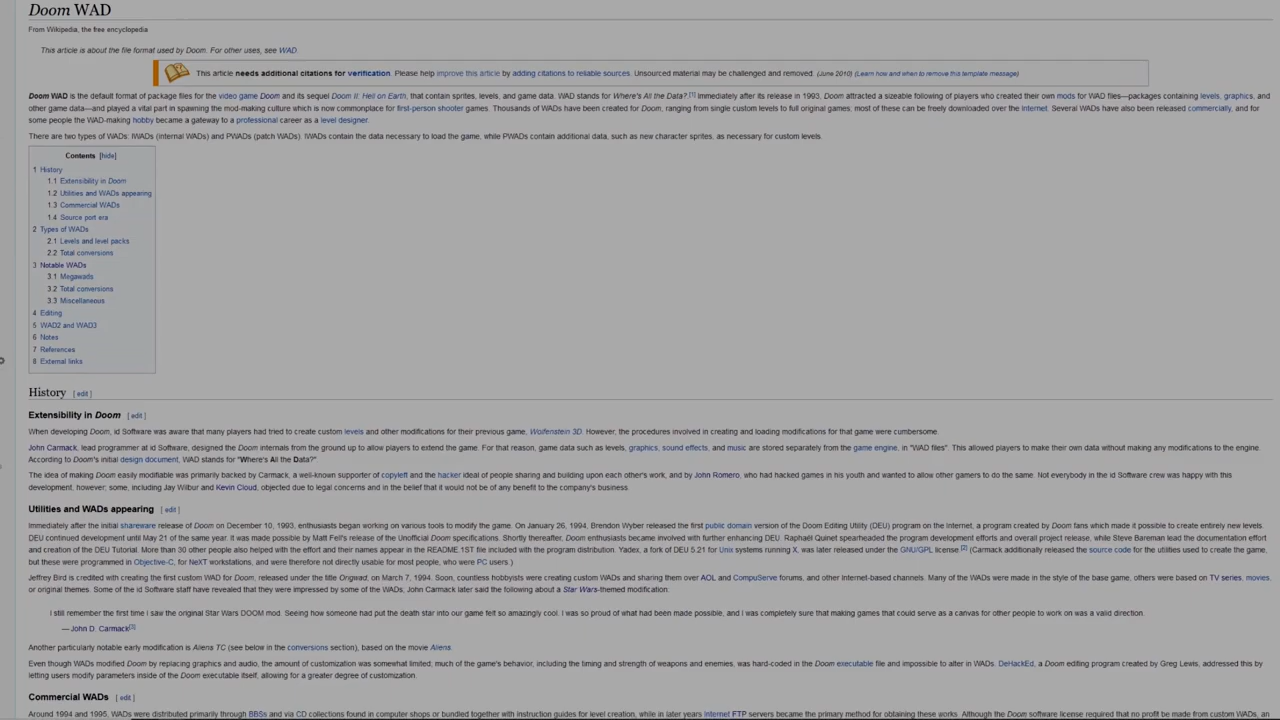 Doom WAD
From Wikipedia, the free encyclopedia
This article is about the file format used by Doom. For other uses, see WAD.
This article needs additional citations for verification. Please help improve this article by adding citations to reliable sources. Unsourced material may be challenged and removed. (June 2010) (Learn how and when to remove this template message)
Doom WAD is the default format of package files for the video game Doom and its sequel Doom II: Hell on Earth, that contain sprites, levels, and game data. WAD stands for Where's All the Data?.[1] Immediately after its release in 1993, Doom attracted a sizeable following of players who created their own mods for WAD files—packages containing levels, graphics, and
other game data—and played a vital part in spawning the mod-making culture which is now commonplace for first-person shooter games. Thousands of WADs have been created for Doom, ranging from single custom levels to full original games; most of these can be freely downloaded over the Internet. Several WADs have also been released commercially, and for
some people the WAD-making hobby became a gateway to a professional career as a level designer.
There are two types of WADs: IWADs (internal WADs) and PWADs (patch WADs). IWADs contain the data necessary to load the game, while PWADs contain additional data, such as new character sprites, as necessary for custom levels.
Contents [hide]
1 History
1.1 Extensibility in Doom
1.2 Utilities and WADs appearing
1.3 Commercial WADs
1.4 Source port era
2 Types of WADs
2.1 Levels and level packs
2.2 Total conversions
3 Notable WADs
3.1 Megawads
3.2 Total conversions
3.3 Miscellaneous
4 Editing
5 WAD2 and WAD3
6 Notes
7 References
8 External links
History [ edit ]
Extensibility in Doom [ edit ]
When developing Doom, id Software was aware that many players had tried to create custom levels and other modifications for their previous game, Wolfenstein 3D. However, the procedures involved in creating and loading modifications for that game were cumbersome.
John Carmack, lead programmer at id Software, designed the Doom internals from the ground up to allow players to extend the game. For that reason, game data such as levels, graphics, sound effects, and music are stored separately from the game engine, in "WAD files". This allowed players to make their own data without making any modifications to the engine.
According to Doom's initial design document, WAD stands for "Where's All the Data?"
The idea of making Doom easily modifiable was primarily backed by Carmack, a well-known supporter of copyleft and the hacker ideal of people sharing and building upon each other's work, and by John Romero, who had hacked games in his youth and wanted to allow other gamers to do the same. Not everybody in the id Software crew was happy with this
development, however; some, including Jay Wilbur and Kevin Cloud, objected due to legal concerns and in the belief that it would not be of any benefit to the company's business.
Utilities and WADs appearing [ edit ]
Immediately after the initial shareware release of Doom on December 10, 1993, enthusiasts began working on various tools to modify the game. On January 26, 1994, Brendon Wyber released the first public domain version of the Doom Editing Utility (DEU) program on the Internet, a program created by Doom fans which made it possible to create entirely new levels.
DEU continued development until May 21 of the same year. It was made possible by Matt Fell's release of the Unofficial Doom specifications. Shortly thereafter, Doom enthusiasts became involved with further enhancing DEU. Raphaël Quinet spearheaded the program development efforts and overall project release, while Steve Bareman lead the documentation effort
and creation of the DEU Tutorial. More than 30 other people also helped with the effort and their names appear in the README.1ST file included with the program distribution. Yadex, a fork of DEU 5.21 for Unix systems running X, was later released under the GNU/GPL license.[2] (Carmack additionally released the source code for the utilities used to create the game,
but these were programmed in Objective-C, for NeXT workstations, and were therefore not directly usable for most people, who were PC users.)
Jeffrey Bird is credited with creating the first custom WAD for Doom, released under the title Origwad, on March 7, 1994. Soon, countless hobbyists were creating custom WADs and sharing them over AOL and CompuServe forums, and other Internet-based channels. Many of the WADs were made in the style of the base game, others were based on TV series, movies,
or original themes. Some of the id Software staff have revealed that they were impressed by some of the WADs, John Carmack later said the following about a Star Wars-themed modification:
I still remember the first time I saw the original Star Wars DOOM mod. Seeing how someone had put the death star into our game felt so amazingly cool. I was so proud of what had been made possible, and I was completely sure that making games that could serve as a canvas for other people to work on was a valid direction.
—John D. Carmack[3]
Another particularly notable early modification is Aliens TC (see below in the conversions section), based on the movie Aliens.
Even though WADs modified Doom by replacing graphics and audio, the amount of customization was somewhat limited; much of the game's behavior, including the timing and strength of weapons and enemies, was hard-coded in the Doom executable file and impossible to alter in WADs. DeHackEd, a Doom editing program created by Greg Lewis, addressed this by
letting users modify parameters inside of the Doom executable itself, allowing for a greater degree of customization.
Commercial WADs [ edit ]
Around 1994 and 1995, WADs were distributed primarily through BBSs and via CD collections found in computer shops or bundled together with instruction guides for level creation, while in later years Internet FTP servers became the primary method for obtaining these works. Although the Doom software license required that no profit be made from custom WADs, an